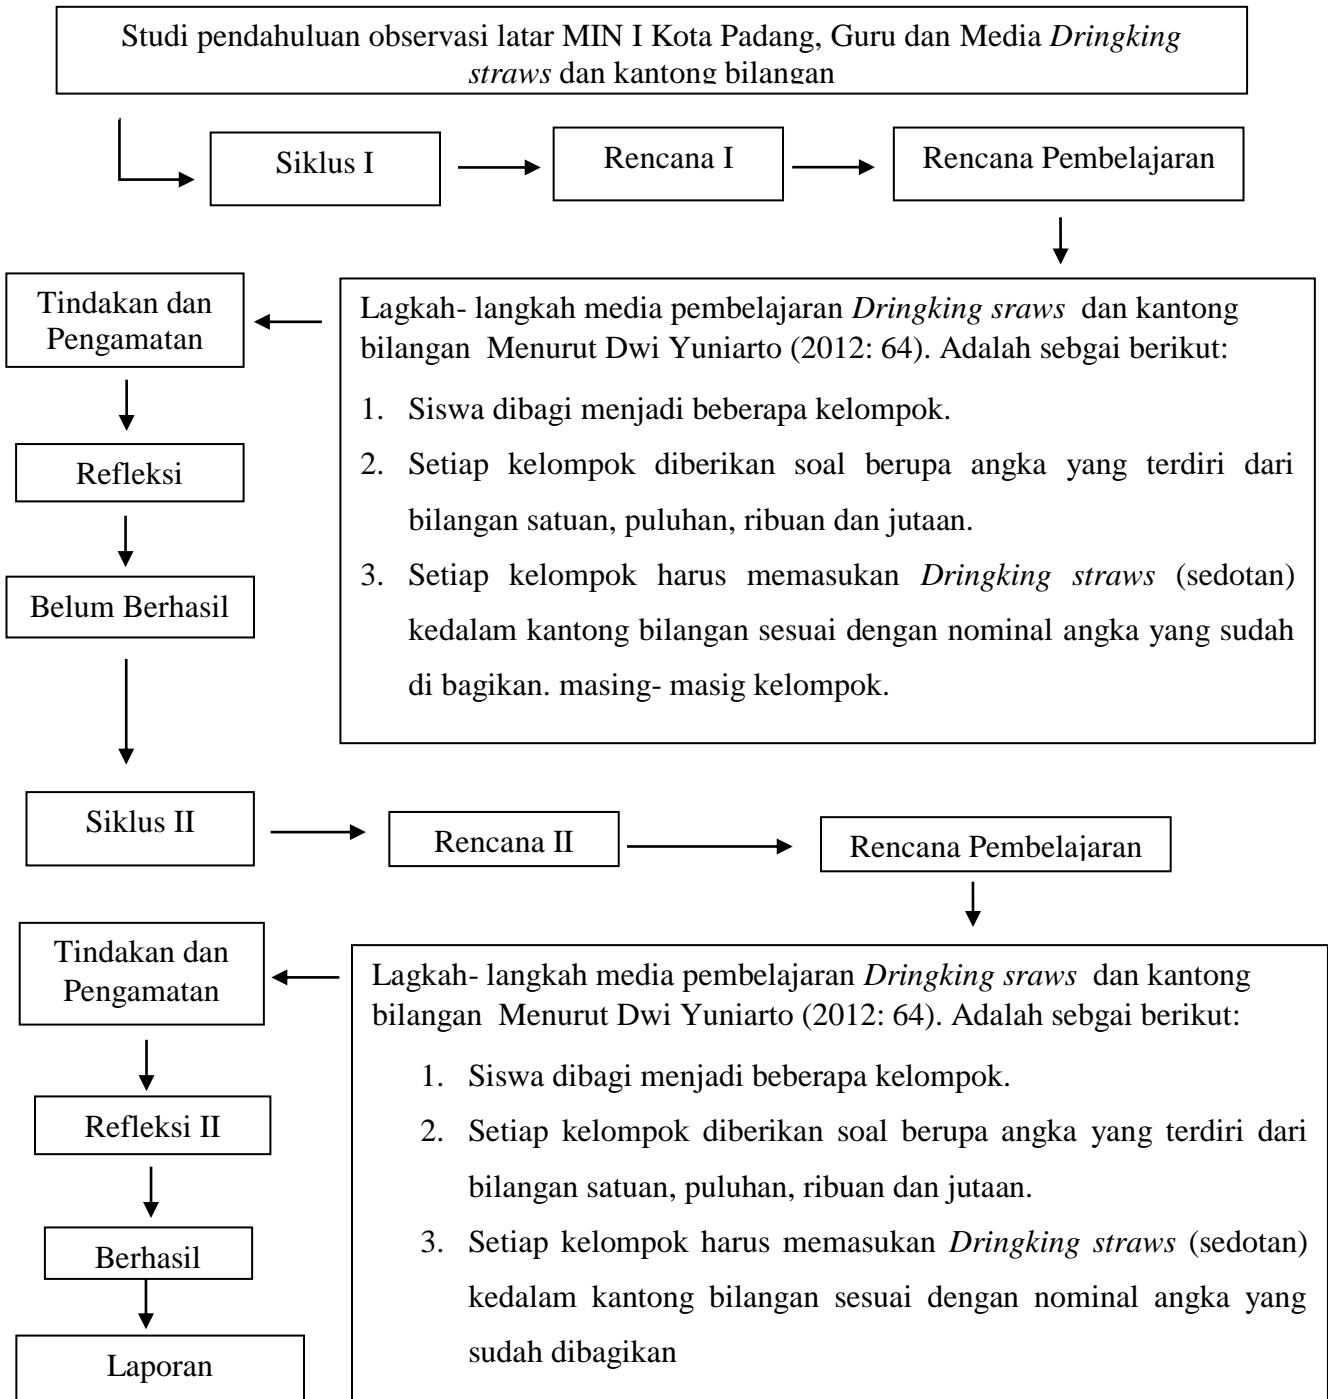 Studi pendahuluan observasi latar MIN I Kota Padang, Guru dan Media Dringking
straws dan kantong bilangan
Siklus I
Rencana I
Rencana Pembelajaran
Tindakan dan
Pengamatan
Lagkah- langkah media pembelajaran Dringking sraws dan kantong
bilangan Menurut Dwi Yuniarto (2012: 64). Adalah sebgai berikut:
1. Siswa dibagi menjadi beberapa kelompok.
2. Setiap kelompok diberikan soal berupa angka yang terdiri dari
bilangan satuan, puluhan, ribuan dan jutaan.
3. Setiap kelompok harus memasukan Dringking straws (sedotan)
kedalam kantong bilangan sesuai dengan nominal angka yang sudah
di bagikan. masing- masig kelompok.
Refleksi
Belum Berhasil
Siklus II
Rencana II
Rencana Pembelajaran
Tindakan dan
Pengamatan
Lagkah- langkah media pembelajaran Dringking sraws dan kantong
bilangan Menurut Dwi Yuniarto (2012: 64). Adalah sebgai berikut:
1. Siswa dibagi menjadi beberapa kelompok.
2. Setiap kelompok diberikan soal berupa angka yang terdiri dari
bilangan satuan, puluhan, ribuan dan jutaan.
3. Setiap kelompok harus memasukan Dringking straws (sedotan)
kedalam kantong bilangan sesuai dengan nominal angka yang
sudah dibagikan
Refleksi II
Berhasil
Laporan